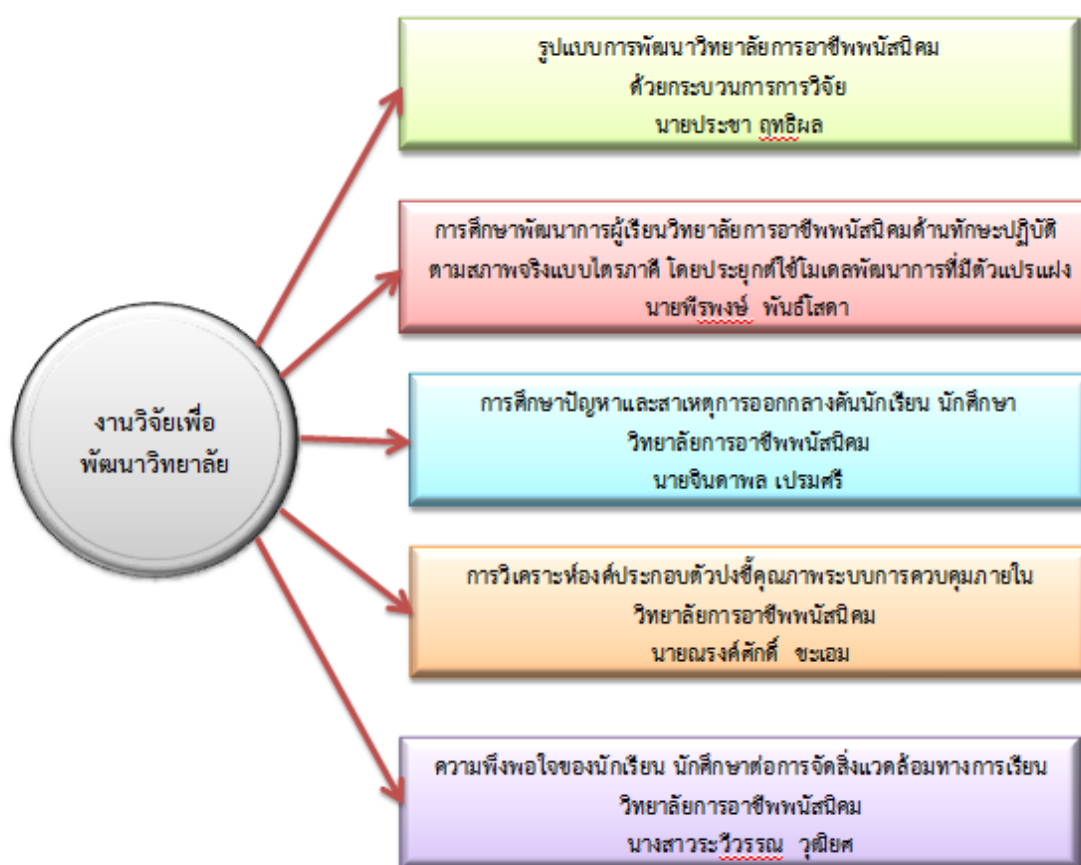 รูปแบบการพัฒนาวิทยาลัยการอาชีพพนัสนิคม
ด้วยกระบวนการการวิจัย
นายประชา ฤทธิผล
การศึกษาพัฒนาการผู้เรียนวิทยาลัยการอาชีพพนัสนิคมด้านทักษะปฏิบัติ
ตามสภาพจริงแบบไตรภาคี โดยประยุกต์ใช้โมเดลพัฒนาการที่มีตัวแปรแฝง
นายพีรพงษ์ พันธ์โสดา
งานวิจัยเพื่อ
พัฒนาวิทยาลัย
การศึกษาปัญหาและสาเหตุการออกกลางคันนักเรียน นักศึกษา
วิทยาลัยการอาชีพพนัสนิคม
นายจินดาพล เปรมศรี
การวิเคราะห์องค์ประกอบตัวบ่งชี้คุณภาพระบบการควบคุมภายใน
วิทยาลัยการอาชีพพนัสนิคม
นายณรงค์ศักดิ์ ชะเอม
ความพึงพอใจของนักเรียน นักศึกษาต่อการจัดสิ่งแวดล้อมทางการเรียน
วิทยาลัยการอาชีพพนัสนิคม
นางสาวระวีวรรณ วุฒิยศ